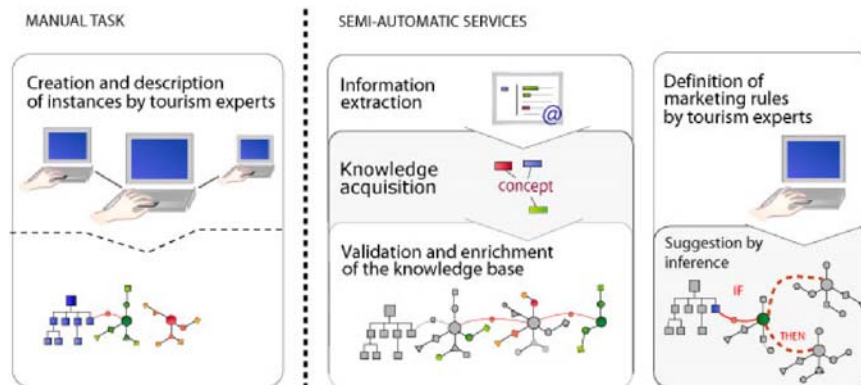 MANUAL TASK
SEMI-AUTOMATIC SERVICES
Creation and description
of instances by tourism experts
Information
extraction
@
Knowledge
acquisition
concept
Validation and enrichment
of the knowledge base
Definition of
marketing rules
by tourism experts
Suggestion by
inference
IF
THEN